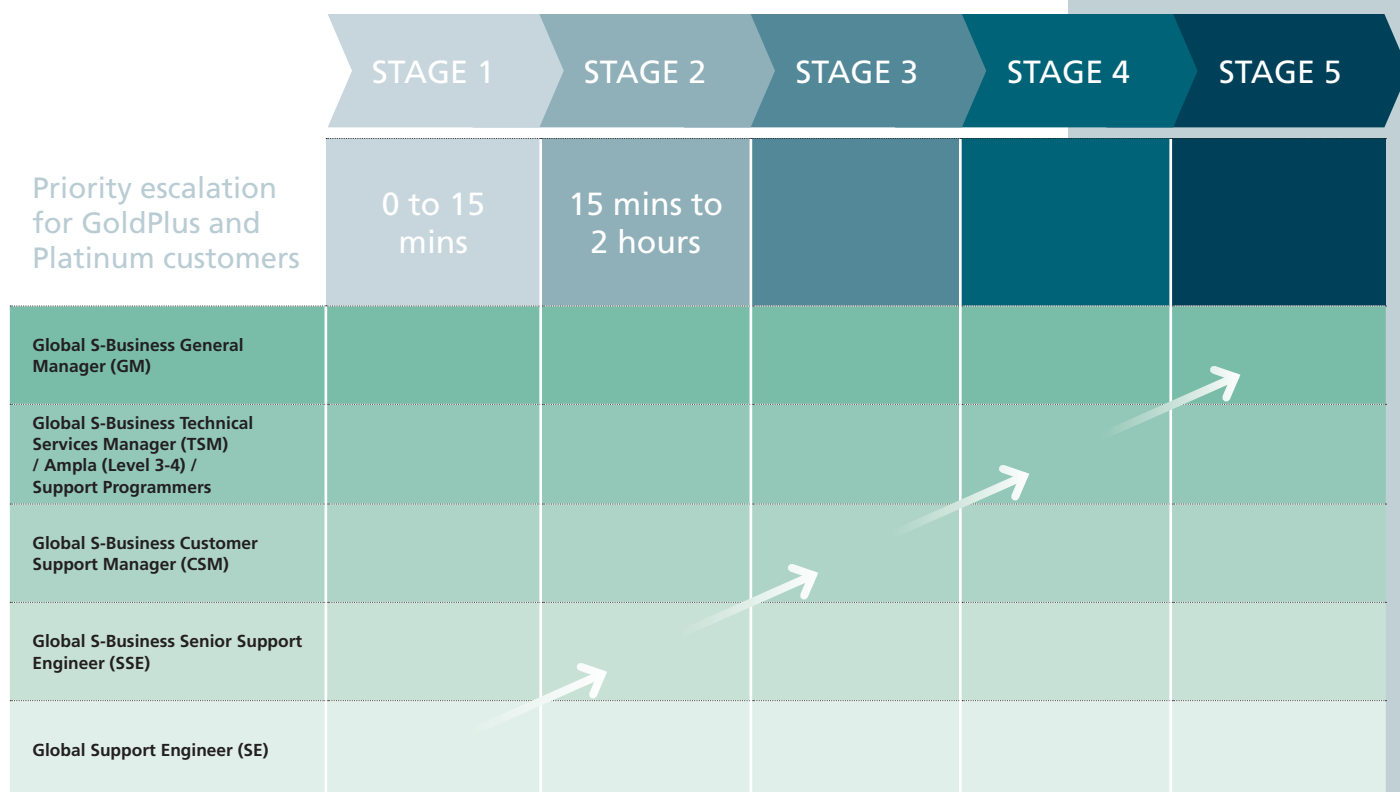 STAGE 1
STAGE 2
STAGE 3
STAGE 4
STAGE 5
Priority escalation
for GoldPlus and
Platinum customers
0 to 15
mins
15 mins to
2 hours
Global S-Business General
Manager (GM)
Global S-Business Technical
Services Manager (TSM)
/ Ampla (Level 3-4) /
Support Programmers
Global S-Business Customer
Support Manager (CSM)
Global S-Business Senior Support
Engineer (SSE)
Global Support Engineer (SE)